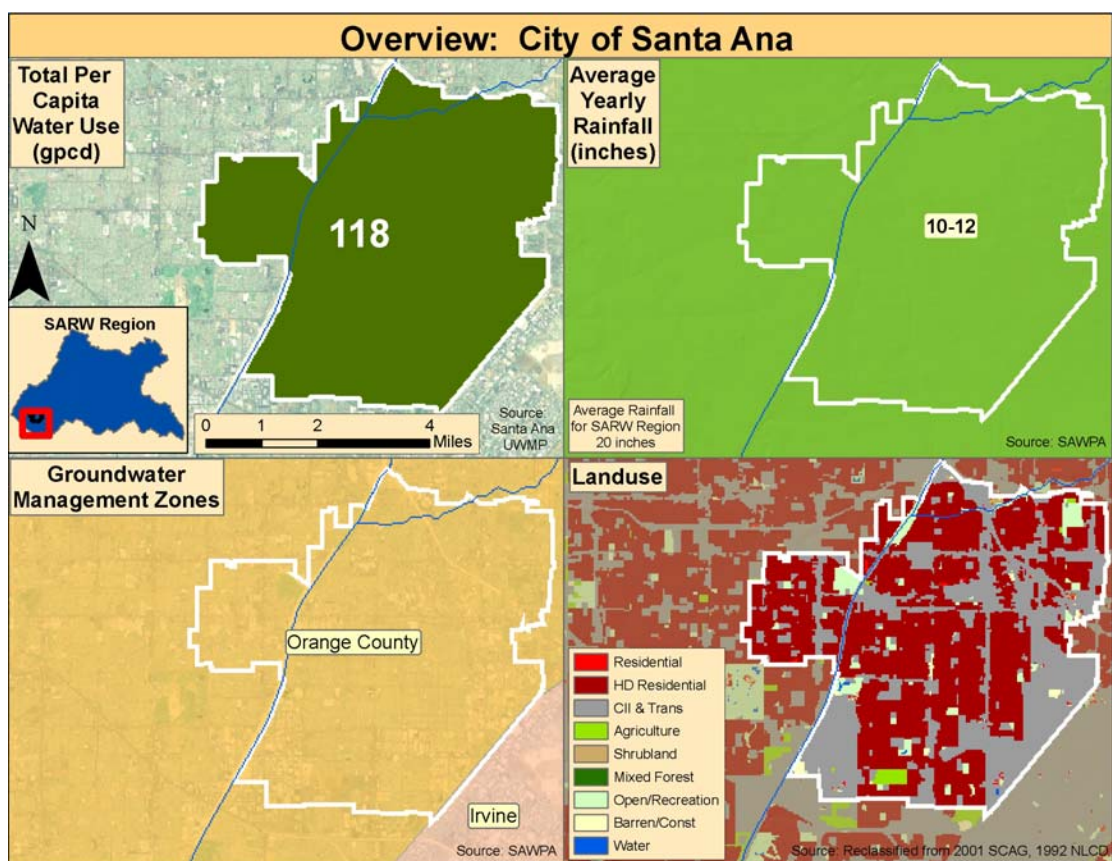 Overview: City of Santa Ana
Total Per
Capita
Water Use
(gpcd)
118
N
SARW Region
0 1 2 4
Miles
Source:
Santa Ana
UWMP
Average
Yearly
Rainfall
(inches)
10-12
Average Rainfall
for SARW Region
20 inches
Source: SAWPA
Groundwater
Management Zones
Orange County
Irvine
Source: SAWPA
Landuse
Residential
HD Residential
CII & Trans
Agriculture
Shrubland
Mixed Forest
Open/Recreation
Barren/Const
Water
Source: Reclassified from 2001 SCAG, 1992 NLCD